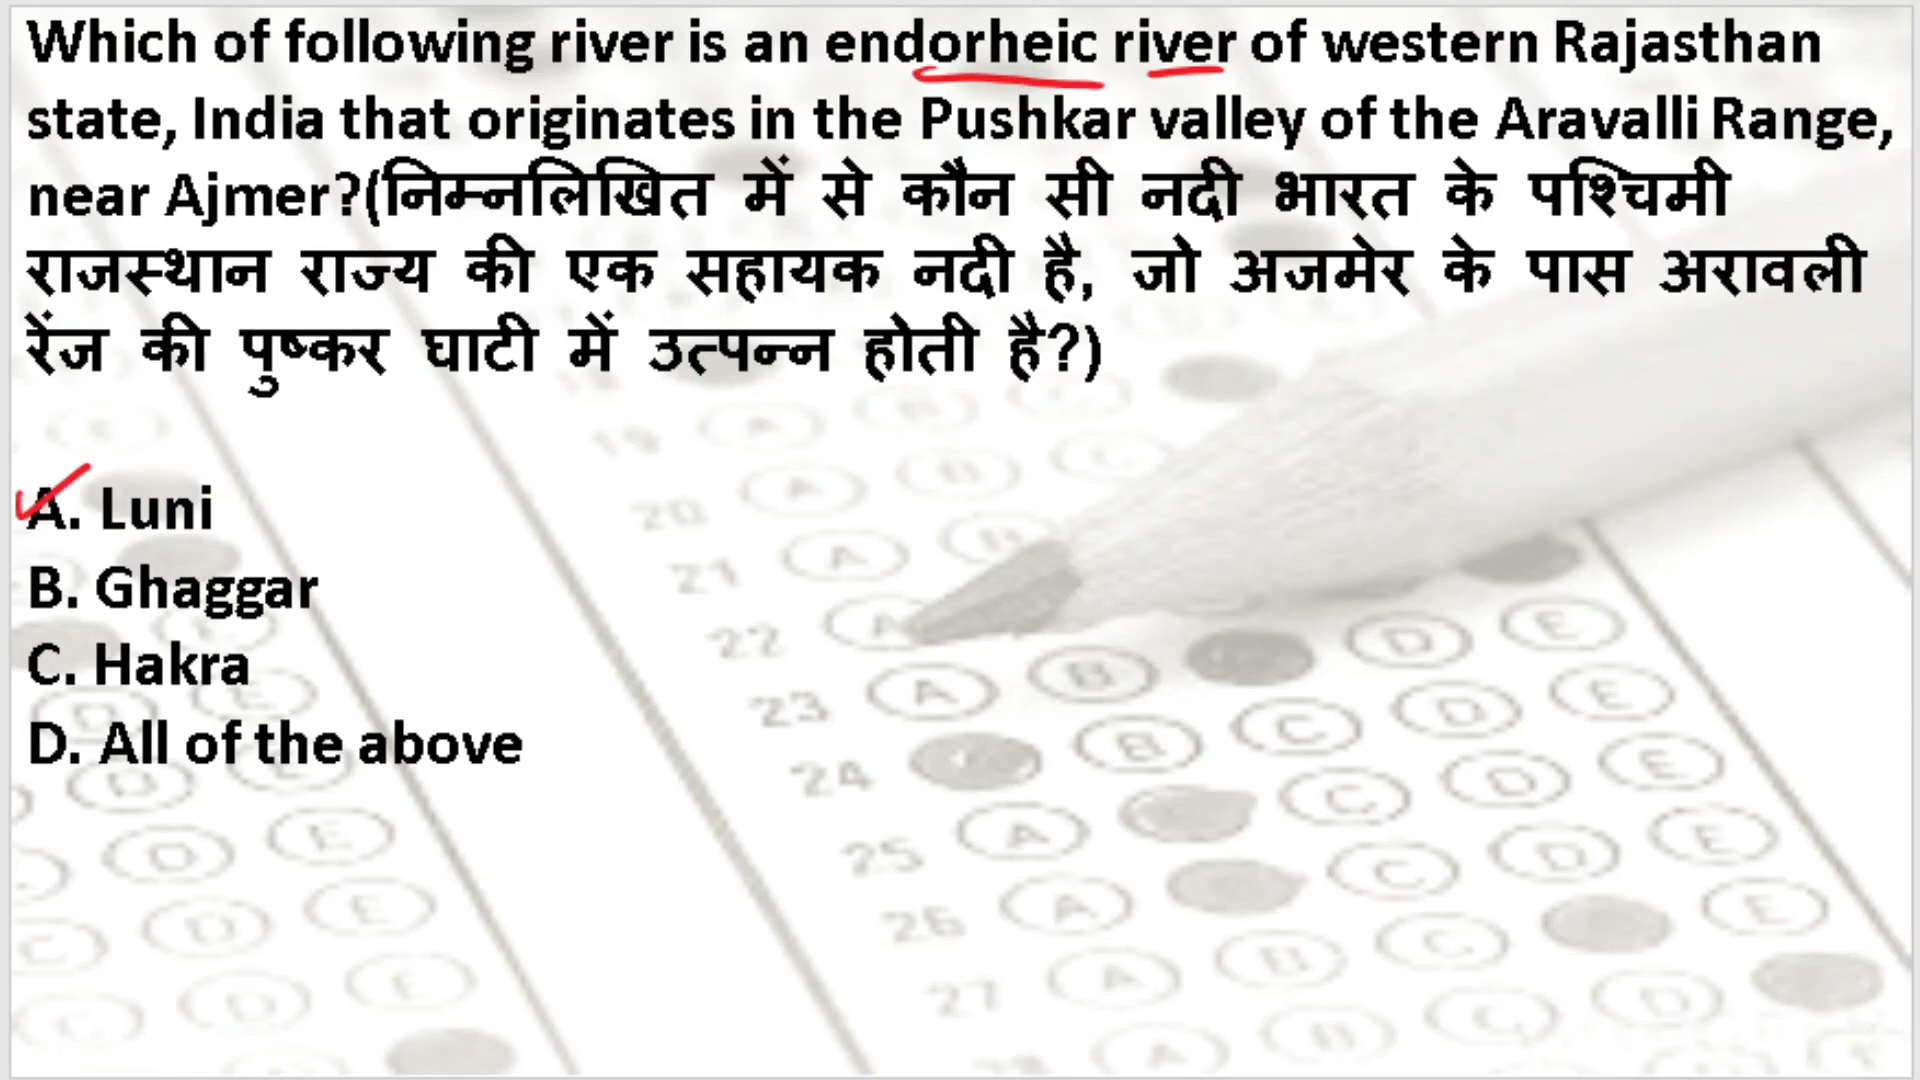 Which of following river is an endorheic river of western Rajasthan
state, India that originates in the Pushkar valley of the Aravalli Range,
near Ajmer?(निम्नलिखित में से कौन सी नदी भारत के पश्चिमी
राजस्थान राज्य की एक सहायक नदी है, जो अजमेर के पास अरावली
रेंज की पुष्कर घाटी में उत्पन्न होती है?)
A. Luni
B. Ghaggar
C. Hakra
D. All of the above